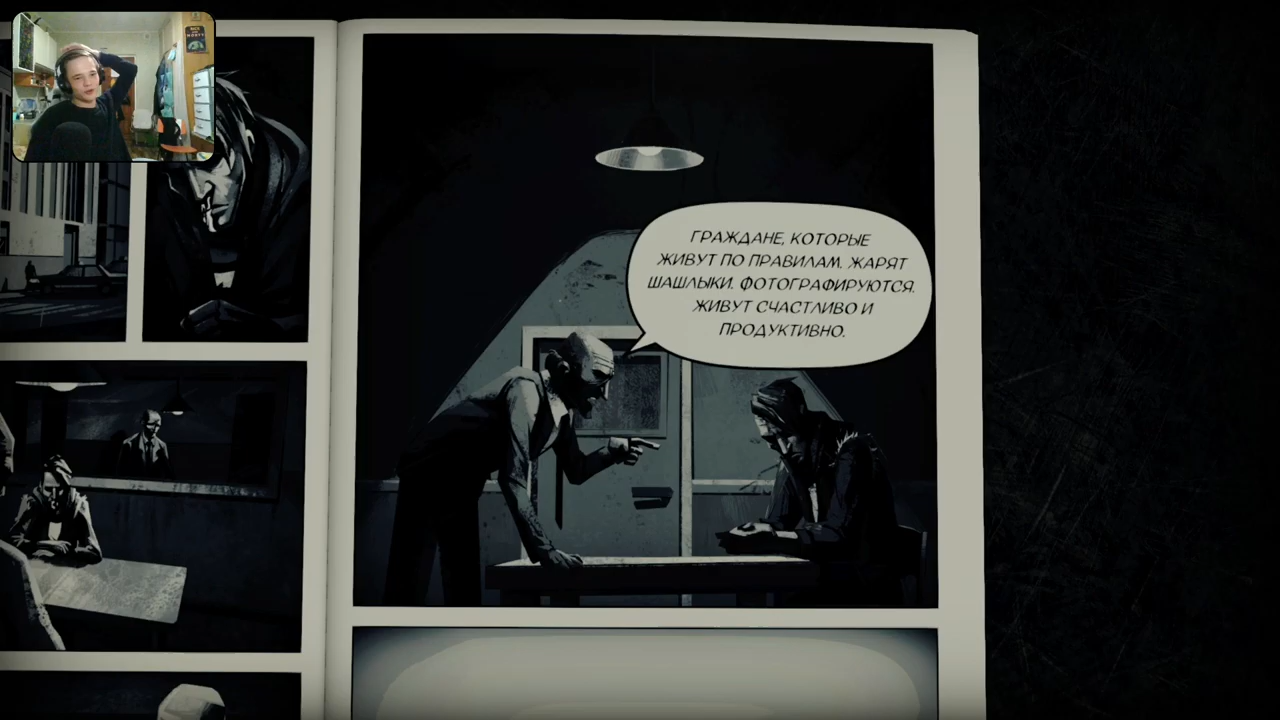 ГРАЖДАНЕ, КОТОРЫЕ
ЖИВУТ ПО ПРАВИЛАМ. ЖАРЯТ
ШАШЛЫКИ. ФОТОГРАФИРУЮТСЯ.
ЖИВУТ СЧАСТЛИВО И
ПРОДУКТИВНО.